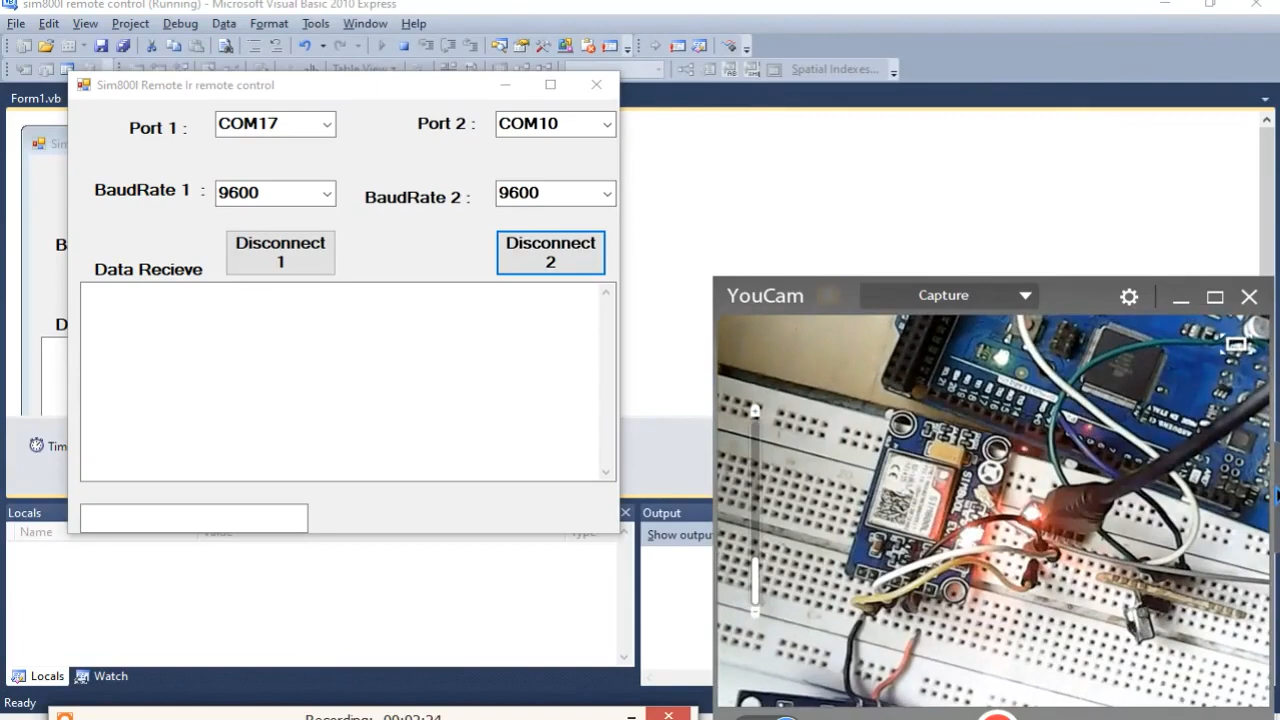 sim800l remote control (Running) - Microsoft Visual Basic 2010 Express
File Edit View Project Debug Data Format Tools Window Help
Spatial Indexes...
Form1.vb
Sim800l Remote Ir remote control
Port 1 : COM17 Port 2 : COM10
BaudRate 1 : 9600 BaudRate 2 : 9600
Disconnect 1
Disconnect 2
Data Recieve
YouCam Capture
Tim
Locals
Name
Type
Output
Show outpu
Locals Watch
Ready
Recording: 00:02:24